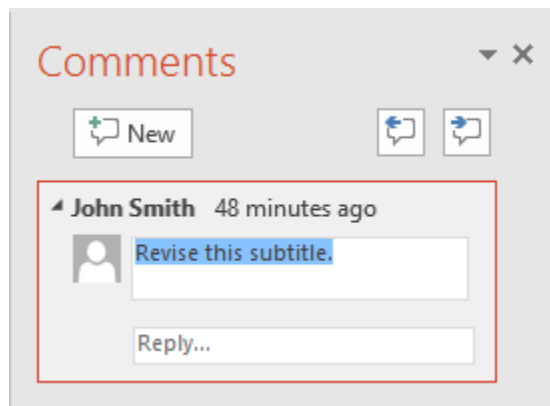 Comments
New
John Smith 48 minutes ago
Revise this subtitle.
Reply...